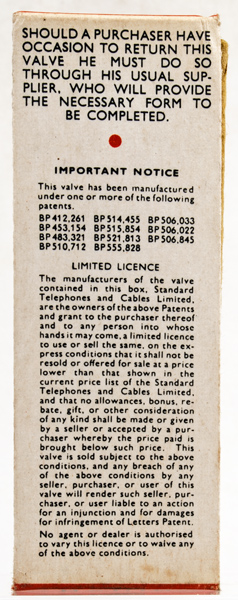 SHOULD A PURCHASER HAVE
OCCASION TO RETURN THIS
VALVE HE MUST DO SO
THROUGH HIS USUAL SUP-
PLIER, WHO WILL PROVIDE
THE NECESSARY FORM TO
BE COMPLETED.
IMPORTANT NOTICE
This valve has been manufactured
under one or more of the following
patents.
BP 412,261 BP 514,455 BP 506,033
BP 453,154 BP 515,854 BP 506,022
BP 483,321 BP 521,813 BP 506,845
BP 510,712 BP 555,828
LIMITED LICENCE
The manufacturers of the valve
contained in this box, Standard
Telephones and Cables Limited,
are the owners of the above Patents
and grant to the purchaser thereof
and to any person into whose
hands it may come, a limited licence
to use or sell the same, on the ex-
press conditions that it shall not be
resold or offered for sale at a price
lower than that shown in the
current price list of the Standard
Telephones and Cables Limited,
and that no allowances, bonus, re-
bate, gift, or other consideration
of any kind shall be made or given
by a seller or accepted by a pur-
chaser whereby the price paid is
brought below such price. This
valve is sold subject to the above
conditions, and any breach of any
of the above conditions by any
seller, purchaser, or user of this
valve will render such seller, pur-
chaser, or user liable to an action
for an injunction and for damages
for infringement of Letters Patent.
No agent or dealer is authorised
to vary this licence or to waive any
of the above conditions.